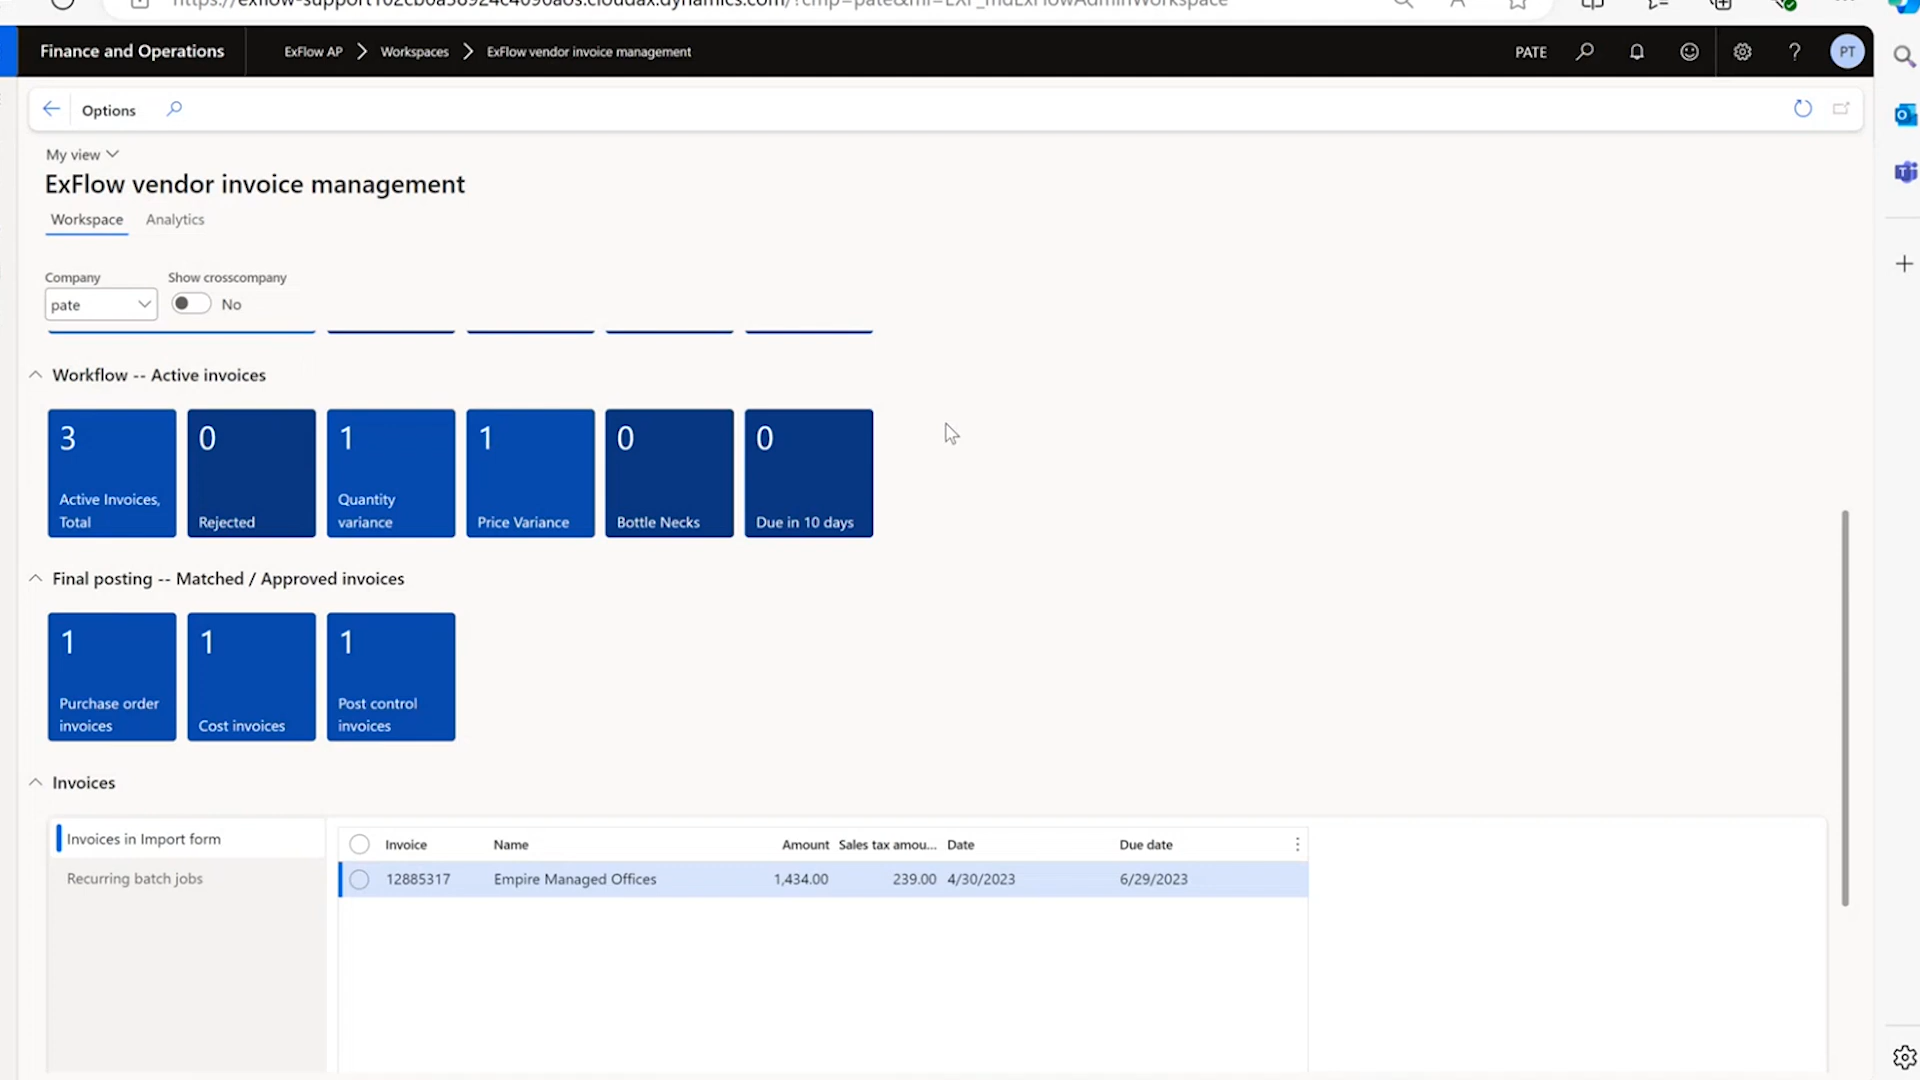 Finance and Operations
ExFlow AP
Workspaces
ExFlow vendor invoice management
PATE
?
PT
Options
My view
ExFlow vendor invoice management
Workspace
Analytics
Company
Show crosscompany
pate
No
Workflow -- Active invoices
3
Active Invoices,
Total
0
Rejected
1
Quantity
variance
1
Price Variance
0
Bottle Necks
0
Due in 10 days
Final posting -- Matched / Approved invoices
1
Purchase order
invoices
1
Cost invoices
1
Post control
invoices
Invoices
Invoices in Import form
Recurring batch jobs
Invoice Name Amount Sales tax amou... Date Due date
12885317 Empire Managed Offices 1,434.00 239.00 4/30/2023 6/29/2023